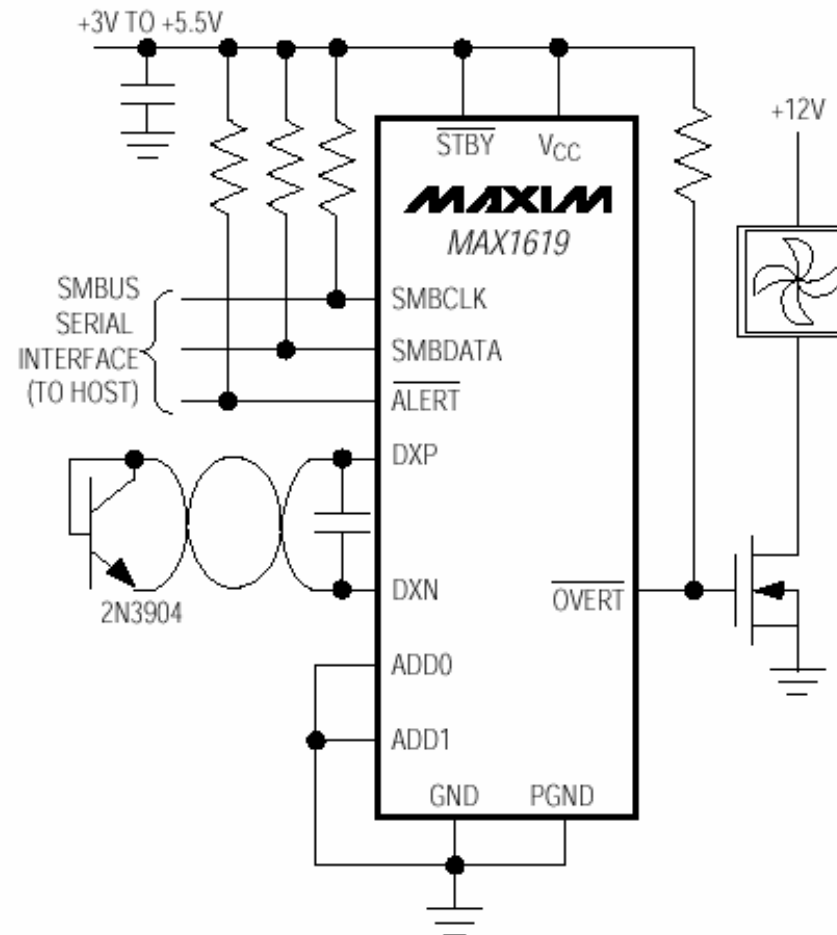 +3V TO +5.5V
+12V
STBY
VCC
MAXIM
MAX1619
SMBUS
SERIAL
INTERFACE
(TO HOST)
SMBCLK
SMBDATA
ALERT
DXP
DXN
2N3904
OVERT
ADD0
ADD1
GND
PGND